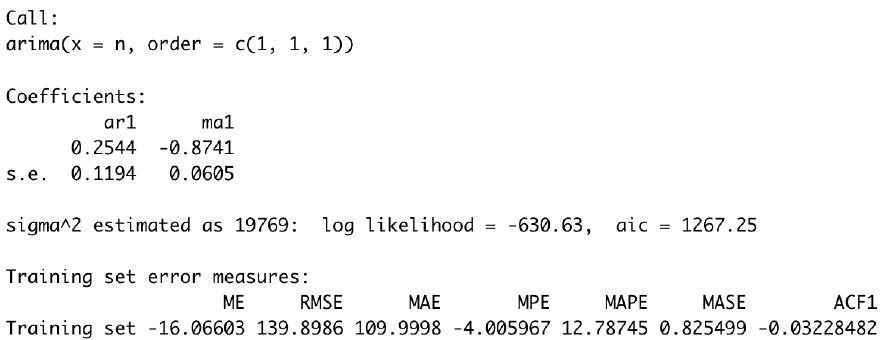 Call:
arima(x = n, order = c(1, 1, 1))
Coefficients:
ar1 ma1
0.2544 -0.8741
s.e. 0.1194 0.0605
sigma^2 estimated as 19769: log likelihood = -630.63, aic = 1267.25
Training set error measures:
ME RMSE MAE MPE MAPE MASE ACF1
Training set -16.06603 139.8986 109.9998 -4.005967 12.78745 0.825499 -0.03228482